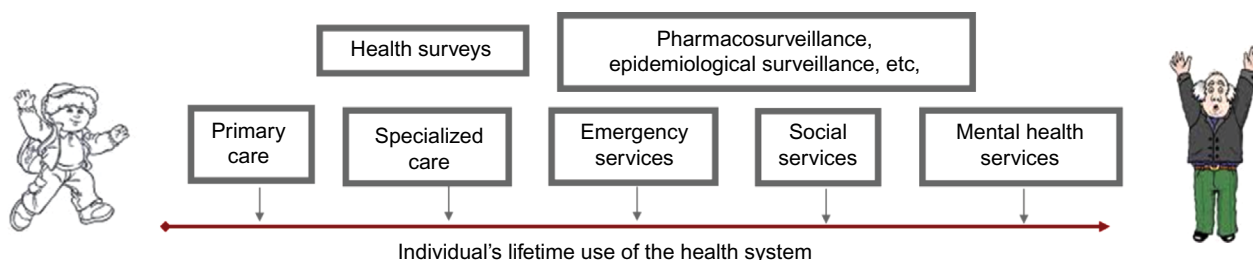 Health surveys
Pharmacosurveillance,
epidemiological surveillance, etc,
Primary
care
Specialized
care
Emergency
services
Social
services
Mental health
services
Individual's lifetime use of the health system